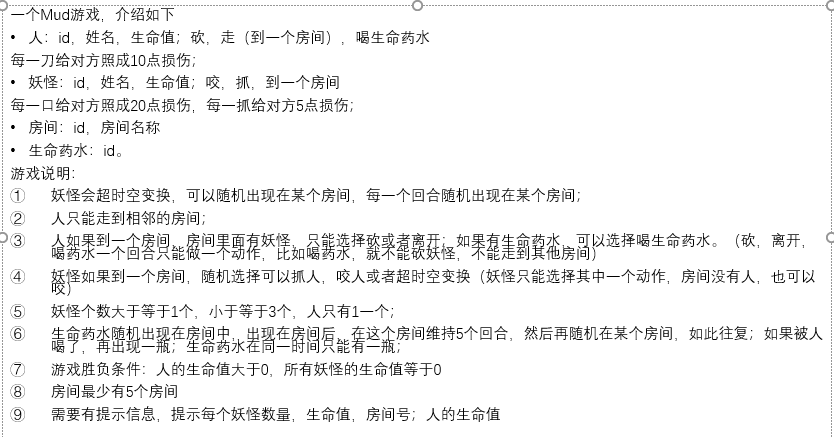 一个Mud游戏，介绍如下
• 人：id，姓名，生命值；砍，走（到一个房间），喝生命药水
每一刀给对方照成10点损伤；
• 妖怪：id，姓名，生命值；咬，抓，到一个房间
每一口给对方照成20点损伤，每一抓给对方5点损伤；
• 房间：id，房间名称
• 生命药水：id。
游戏说明：
① 妖怪会超时空变换，可以随机出现在某个房间，每一个回合随机出现在某个房间；
② 人只能走到相邻的房间；
③ 人如果到一个房间，房间里面有妖怪，只能选择砍或者离开；如果有生命药水，可以选择喝生命药水。（砍，离开，
喝药水一个回合只能做一个动作，比如喝药水，就不能砍妖怪，不能走到其他房间）
④ 妖怪如果到一个房间，随机选择可以抓人，咬人或者超时空变换（妖怪只能选择其中一个动作，房间没有人，也可以
咬）
⑤ 妖怪个数大于等于1个，小于等于3个，人只有1一个；
⑥ 生命药水随机出现在房间中，出现在房间后，在这个房间维持5个回合，然后再随机在某个房间，如此往复；如果被人
喝了，再出现一瓶；生命药水在同一时间只能有一瓶；
⑦ 游戏胜负条件：人的生命值大于0，所有妖怪的生命值等于0
⑧ 房间最少有5个房间
⑨ 需要有提示信息，提示每个妖怪数量，生命值，房间号；人的生命值